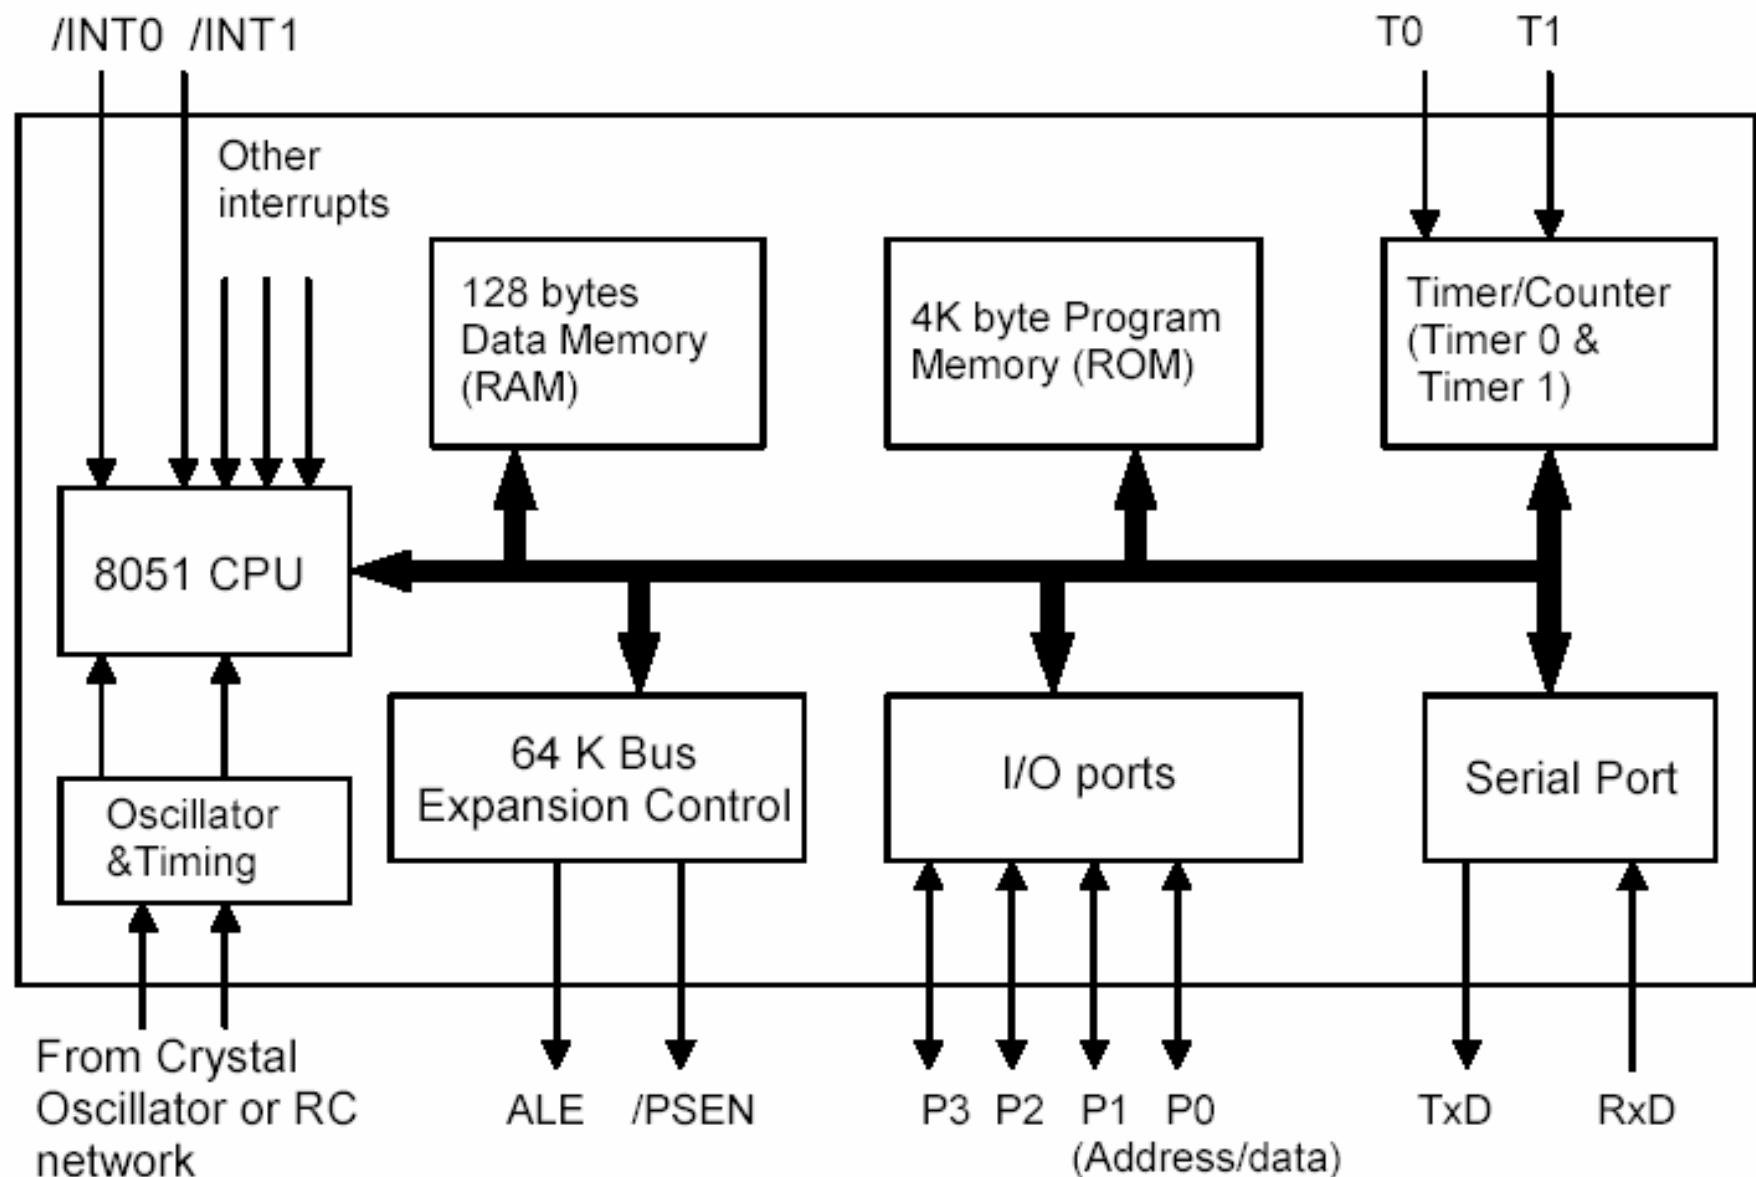 /INT0 /INT1
T0 T1
Other
interrupts
128 bytes
Data Memory
(RAM)
4K byte Program
Memory (ROM)
Timer/Counter
(Timer 0 &
Timer 1)
8051 CPU
64 K Bus
Expansion Control
I/O ports
Serial Port
Oscillator
&Timing
From Crystal
Oscillator or RC
network
ALE /PSEN
P3 P2 P1 P0
(Address/data)
TxD RxD